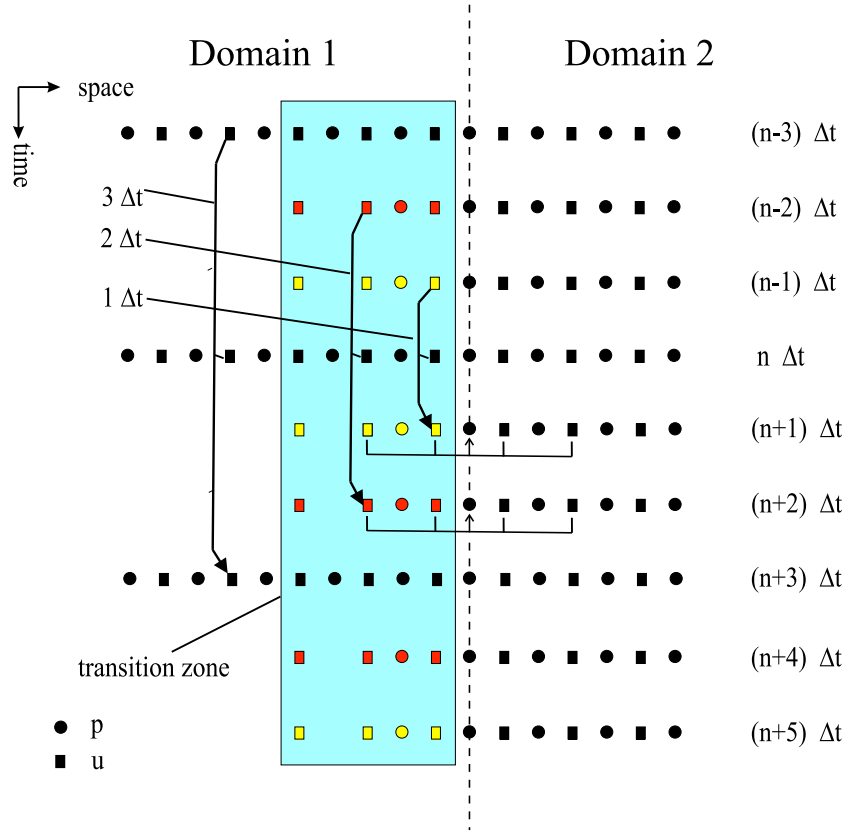 Domain 1
Domain 2
space
time
(n-3) Δt
3 Δt
(n-2) Δt
2 Δt
(n-1) Δt
1 Δt
n Δt
(n+1) Δt
(n+2) Δt
(n+3) Δt
transition zone
(n+4) Δt
p
(n+5) Δt
u